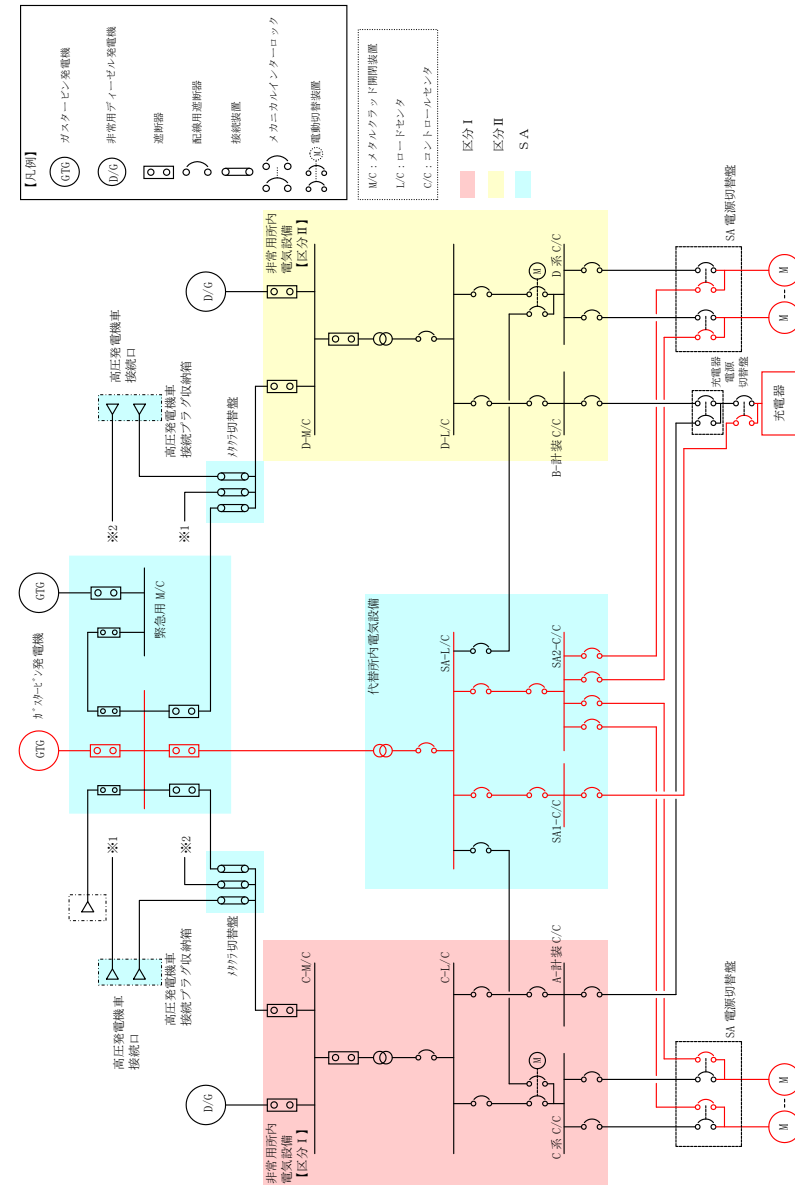 【凡例】
GTG
ガスタービン発電機
D/G
非常用ディーゼル発電機
遮断器
配線用遮断器
接続装置
メカニカルインターロック
M
電動切替装置
M/C：メタルクラッド開閉装置
L/C：ロードセンタ
C/C：コントロールセンタ
区分Ⅰ
区分Ⅱ
ＳＡ
ｶﾞｽﾀｰﾋﾞﾝ発電機
GTG
GTG
緊急用 M/C
※1
※2
高圧発電機車
接続口
高圧発電機車
接続プラグ収納箱
ﾒﾀｸﾗ切替盤
※2
※1
高圧発電機車
接続口
高圧発電機車
接続プラグ収納箱
ﾒﾀｸﾗ切替盤
D/G
非常用所内
電気設備
【区分Ⅰ】
C-M/C
C-L/C
C 系 C/C
A-計装 C/C
M
代替所内電気設備
SA-L/C
SA1-C/C
SA2-C/C
D/G
非常用所内
電気設備
【区分Ⅱ】
D-M/C
D-L/C
B-計装 C/C
D 系 C/C
M
SA 電源切替盤
M
M
充電器
電源
切替盤
充電器
SA 電源切替盤
M
M